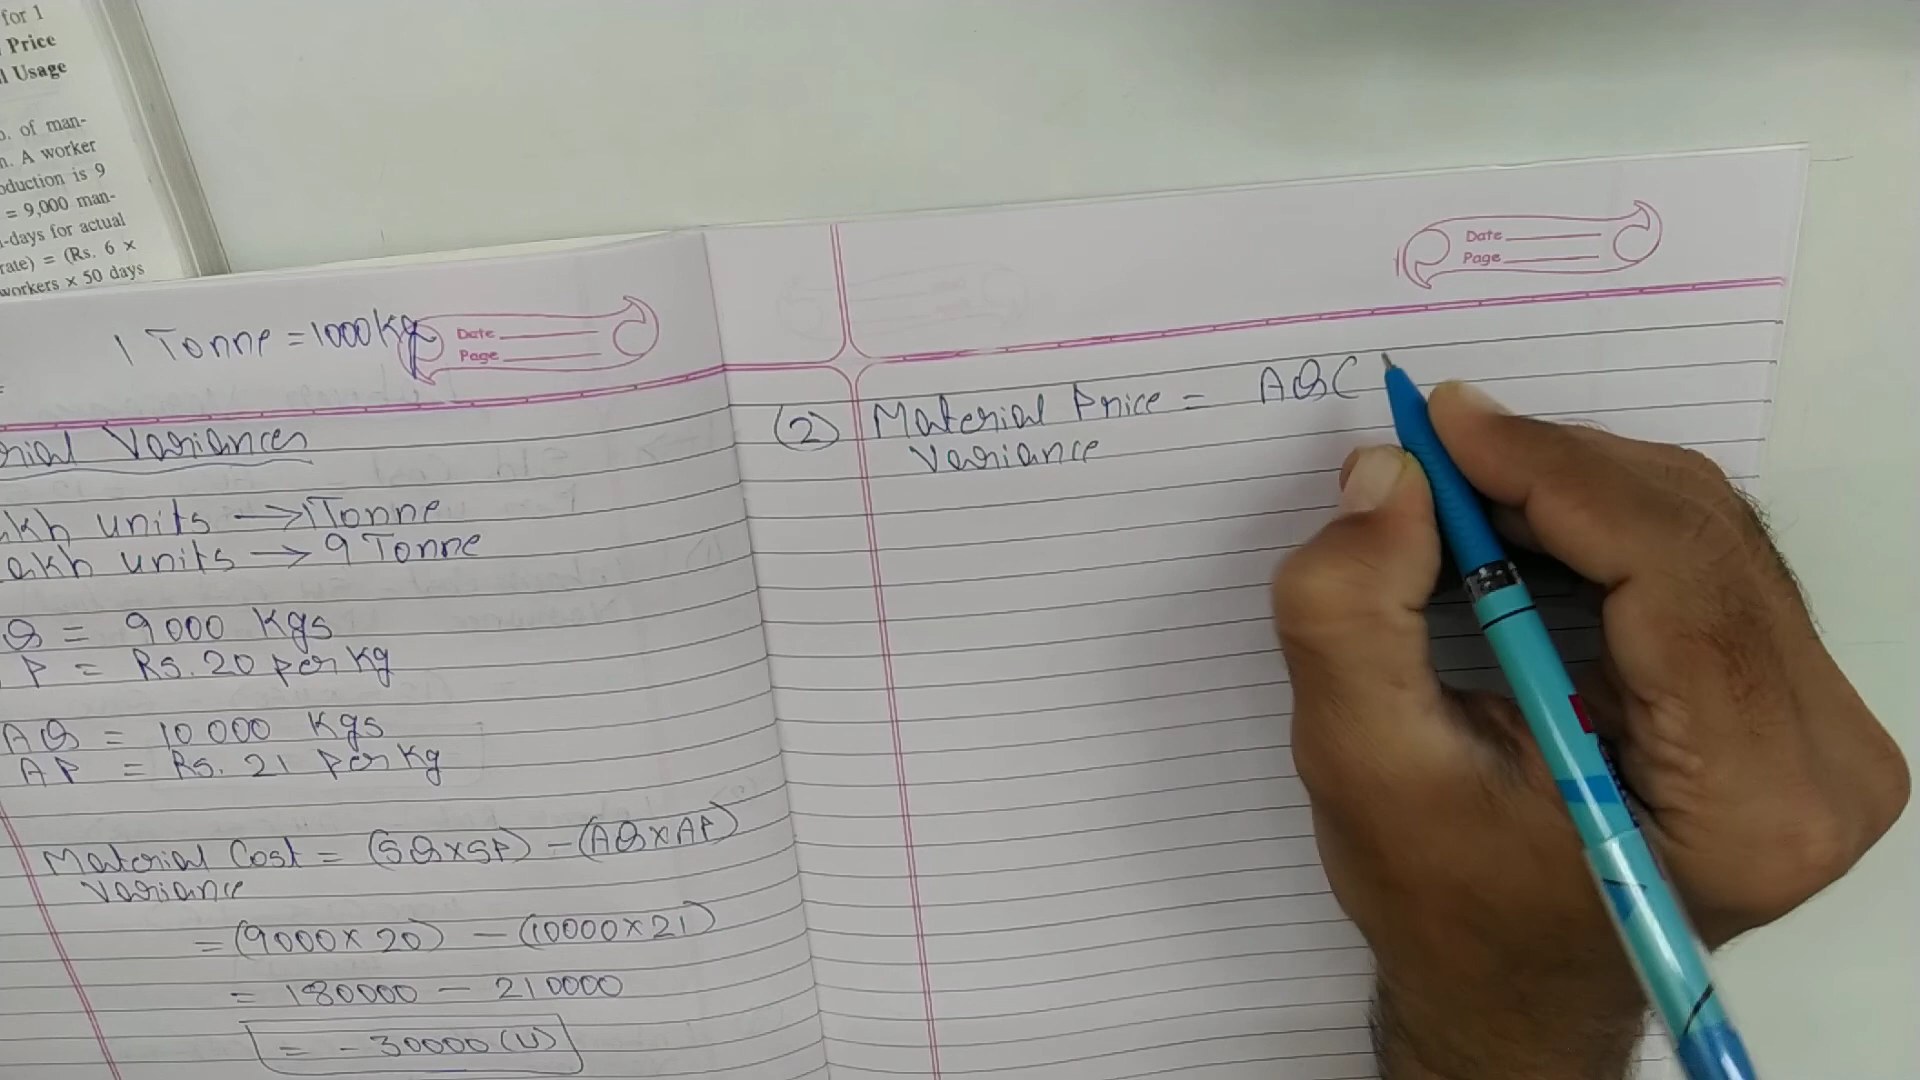 for 1
Price
Usage
of man-
A worker
oduction is 9
= 9,000 man-
-days for actual
rate) = (Rs. 6 ×
workers × 50 days
1 Tonne = 1000 Kg
Date
Page
rial Variances
akh units → 1 Tonne
akh units → 9 Tonne
Q = 9000 Kgs
P = Rs. 20 per Kg
AQ = 10000 Kgs
AP = Rs. 21 per Kg
Material Cost = (SQ×SP) - (AQ×AP)
Variance
= (9000×20) - (10000×21)
= 180000 - 210000
= -30000 (U)
Date
Page
(2) Material Price = AQ(
Variance